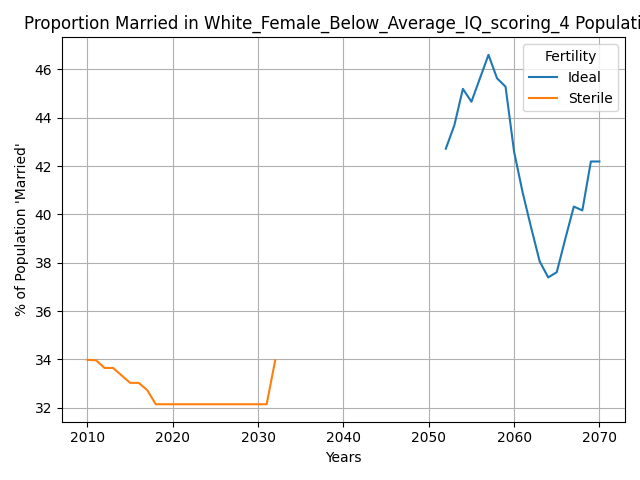 Proportion Married in White_Female_Below_Average_IQ_scoring_4 Populati
Fertility
Ideal
Sterile
46
44
42
40
38
36
34
32
% of Population 'Married'
2010 2020 2030 2040 2050 2060 2070
Years